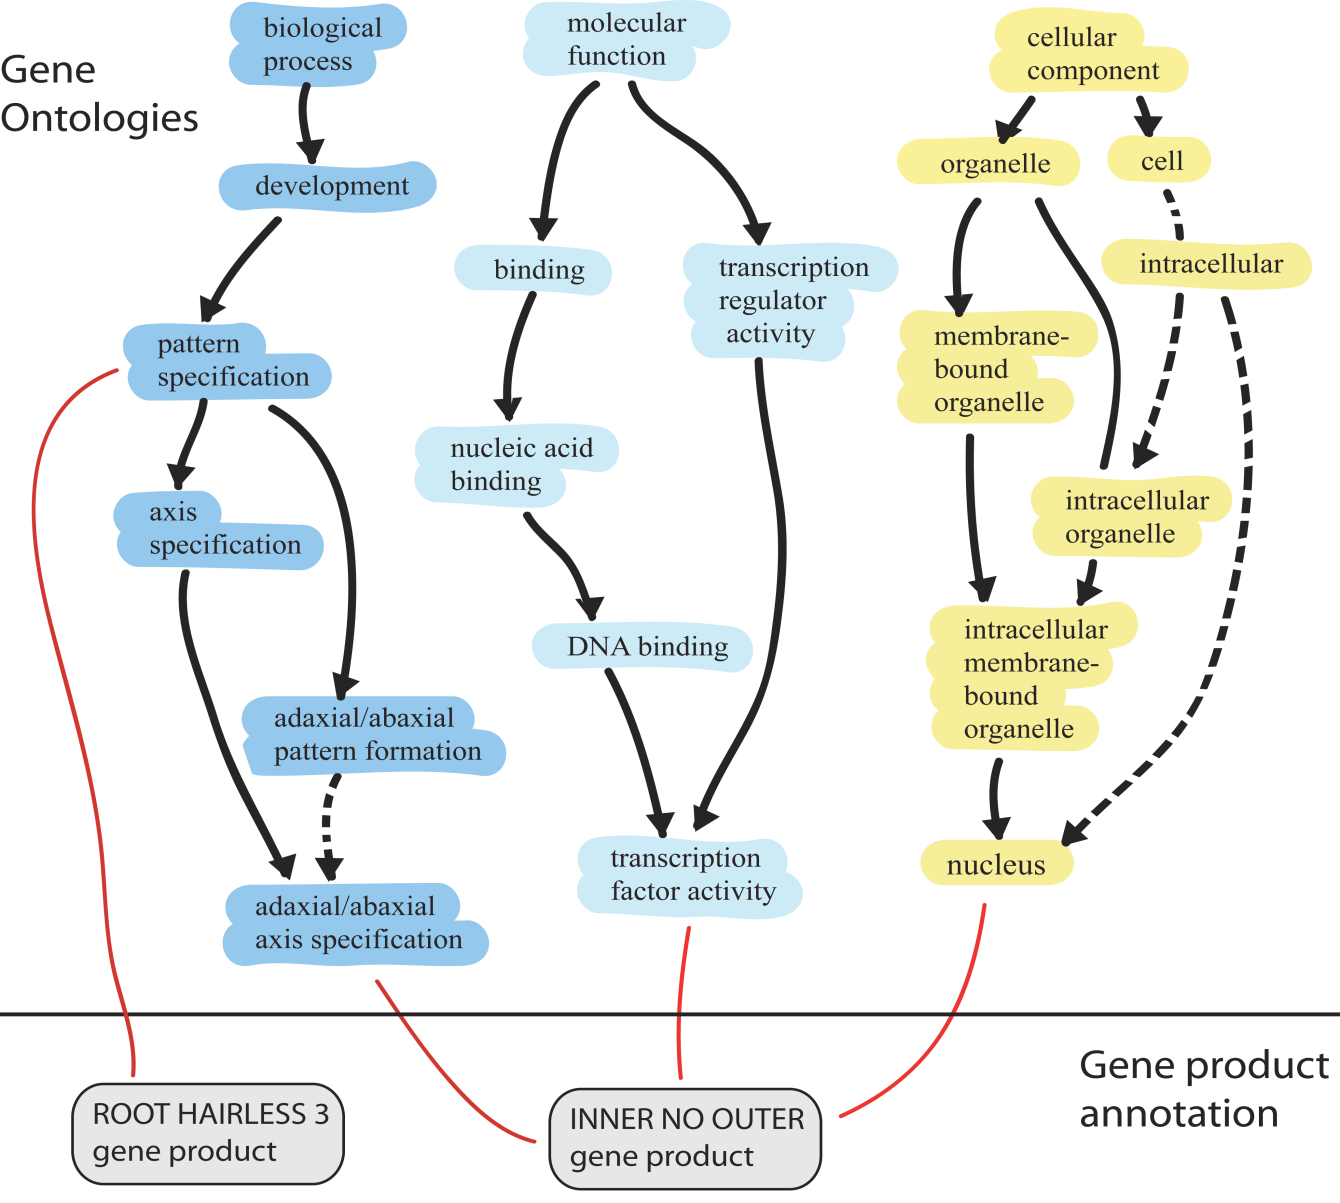 Gene
Ontologies
biological
process
development
pattern
specification
axis
specification
adaxial/abaxial
pattern formation
adaxial/abaxial
axis specification
molecular
function
binding
transcription
regulator
activity
nucleic acid
binding
DNA binding
transcription
factor activity
cellular
component
organelle
cell
intracellular
membrane-
bound
organelle
intracellular
organelle
intracellular
membrane-
bound
organelle
nucleus
Gene product
annotation
ROOT HAIRLESS 3
gene product
INNER NO OUTER
gene product